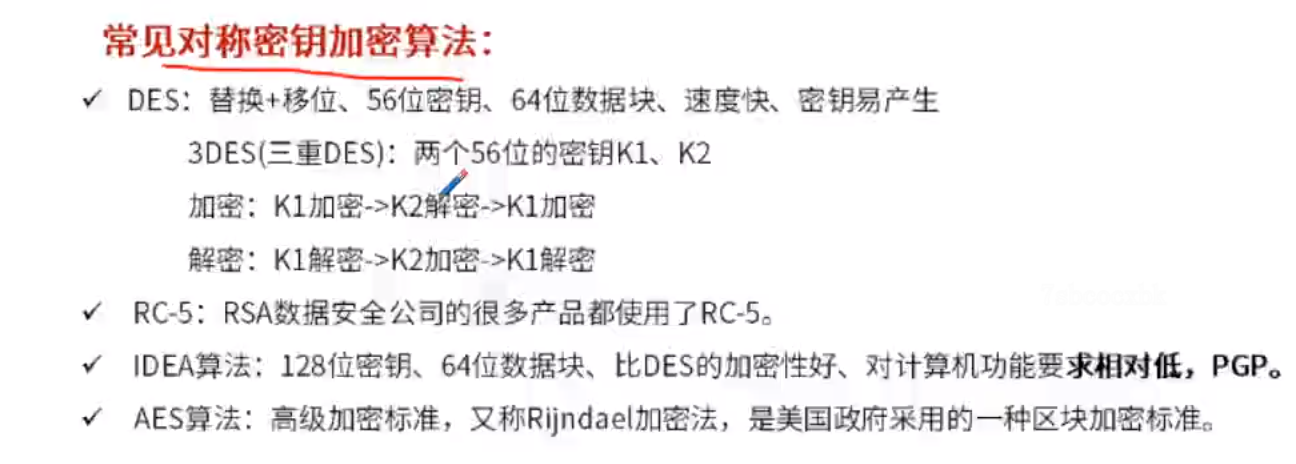 常见对称密钥加密算法：
✓ DES：替换+移位、56位密钥、64位数据块、速度快、密钥易产生
3DES(三重DES)：两个56位的密钥K1、K2
加密：K1加密->K2解密->K1加密
解密：K1解密->K2加密->K1解密
✓ RC-5：RSA数据安全公司的很多产品都使用了RC-5。
✓ IDEA算法：128位密钥、64位数据块、比DES的加密性好、对计算机功能要求相对低，PGP。
✓ AES算法：高级加密标准，又称Rijndael加密法，是美国政府采用的一种区块加密标准。